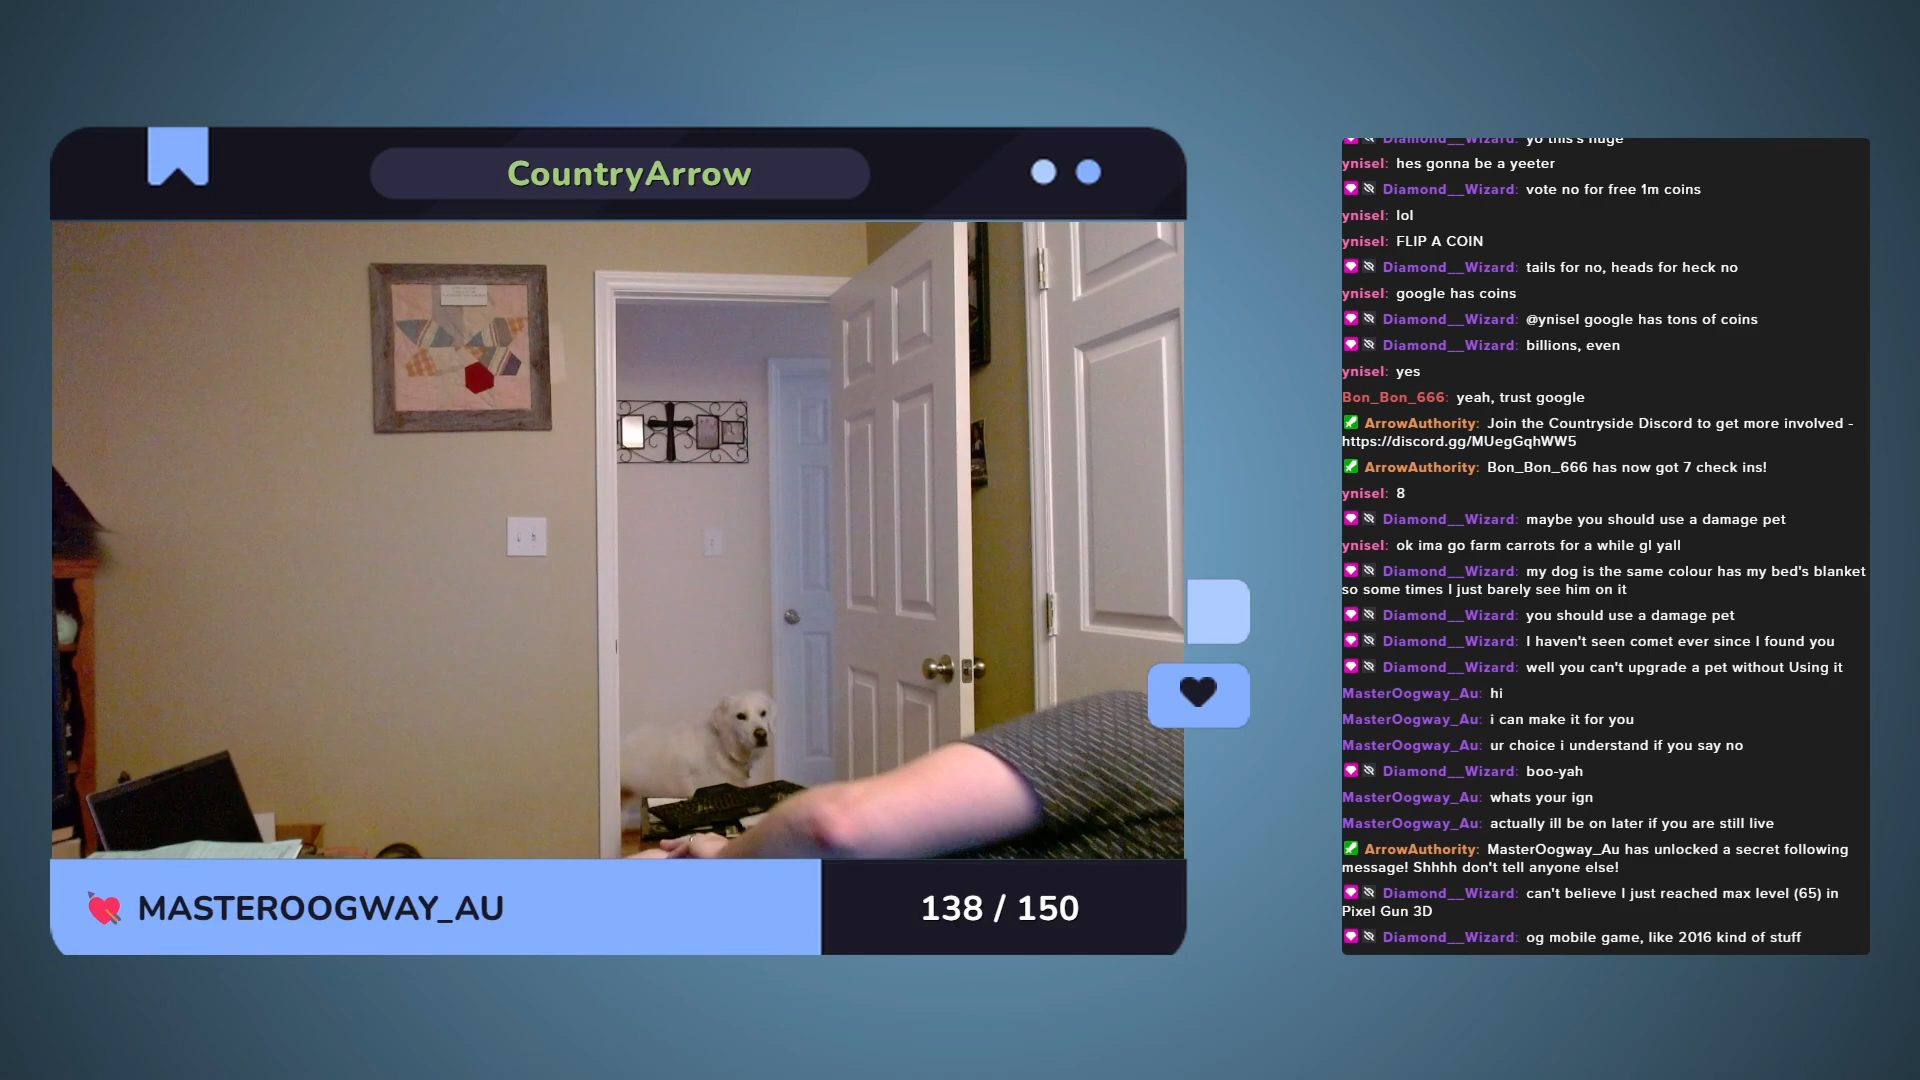 CountryArrow
MASTEROOGWAY_AU
138 / 150
Diamond__Wizard: yo this's huge
ynisel: hes gonna be a yeeter
Diamond__Wizard: vote no for free 1m coins
ynisel: lol
ynisel: FLIP A COIN
Diamond__Wizard: tails for no, heads for heck no
ynisel: google has coins
Diamond__Wizard: @ynisel google has tons of coins
Diamond__Wizard: billions, even
ynisel: yes
Bon_Bon_666: yeah, trust google
ArrowAuthority: Join the Countryside Discord to get more involved -
https://discord.gg/MUegGqhWW5
ArrowAuthority: Bon_Bon_666 has now got 7 check ins!
ynisel: 8
Diamond__Wizard: maybe you should use a damage pet
ynisel: ok ima go farm carrots for a while gl yall
Diamond__Wizard: my dog is the same colour has my bed's blanket
so some times I just barely see him on it
Diamond__Wizard: you should use a damage pet
Diamond__Wizard: I haven't seen comet ever since I found you
Diamond__Wizard: well you can't upgrade a pet without Using it
MasterOogway_Au: hi
MasterOogway_Au: i can make it for you
MasterOogway_Au: ur choice i understand if you say no
Diamond__Wizard: boo-yah
MasterOogway_Au: whats your ign
MasterOogway_Au: actually ill be on later if you are still live
ArrowAuthority: MasterOogway_Au has unlocked a secret following
message! Shhhh don't tell anyone else!
Diamond__Wizard: can't believe I just reached max level (65) in
Pixel Gun 3D
Diamond__Wizard: og mobile game, like 2016 kind of stuff